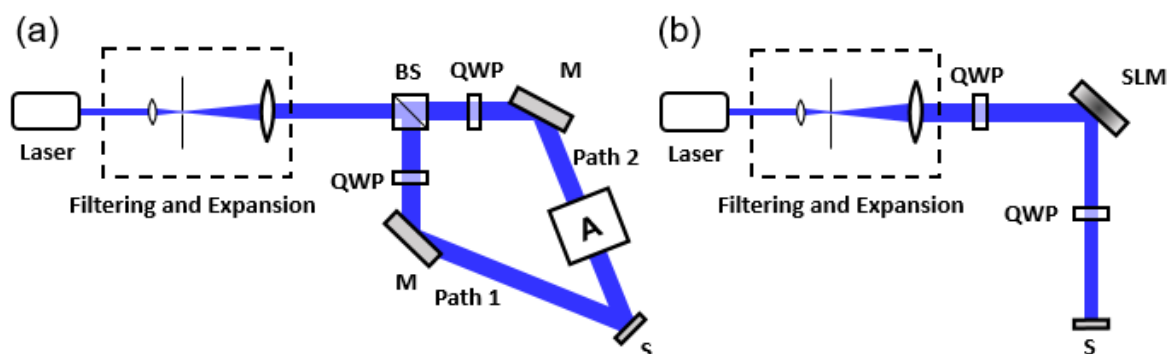 (a)
BS
QWP
M
Laser
Path 2
QWP
Filtering and Expansion
A
M
Path 1
S
(b)
QWP
SLM
Laser
Filtering and Expansion
QWP
S